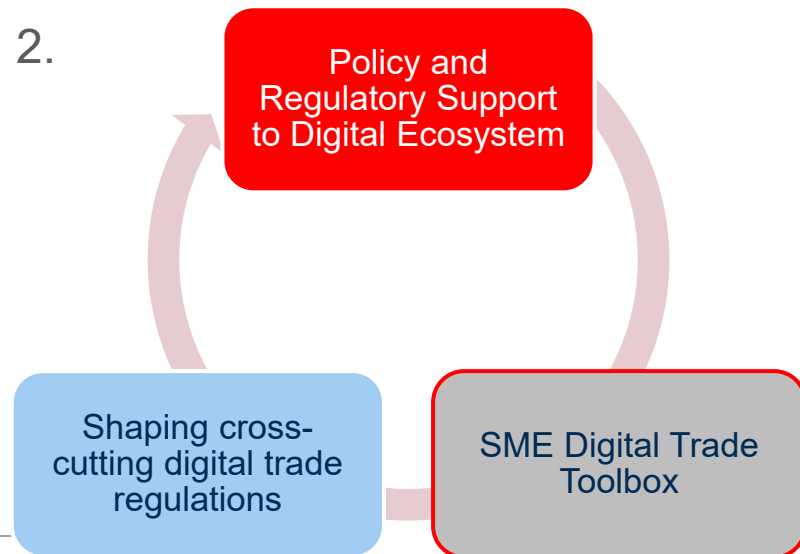 2.
Policy and
Regulatory Support
to Digital Ecosystem
Shaping cross-
cutting digital trade
regulations
SME Digital Trade
Toolbox